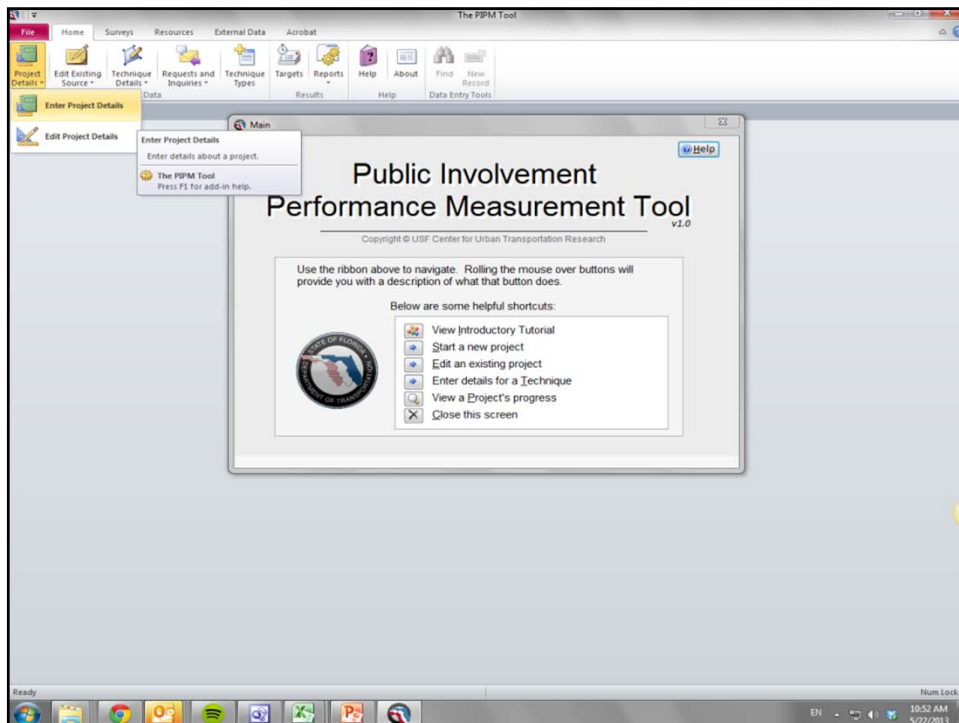 The PIPM Tool
File Home Surveys Resources External Data Acrobat
Project Details Edit Existing Source Technique Details Requests and Inquiries Technique Types Targets Reports Help About Find New Record
Data Results Help Data Entry Tools
Enter Project Details
Edit Project Details
Enter Project Details
Enter details about a project.
The PIPM Tool
Press F1 for add-in help.
Main
Help
Public Involvement
Performance Measurement Tool
v1.0
Copyright © USF Center for Urban Transportation Research
Use the ribbon above to navigate. Rolling the mouse over buttons will
provide you with a description of what that button does.
Below are some helpful shortcuts:
STATE OF FLORIDA
DEPARTMENT OF TRANSPORTATION
View Introductory Tutorial
Start a new project
Edit an existing project
Enter details for a Technique
View a Project's progress
Close this screen
Ready Num Lock
EN 10:52 AM
5/22/2013